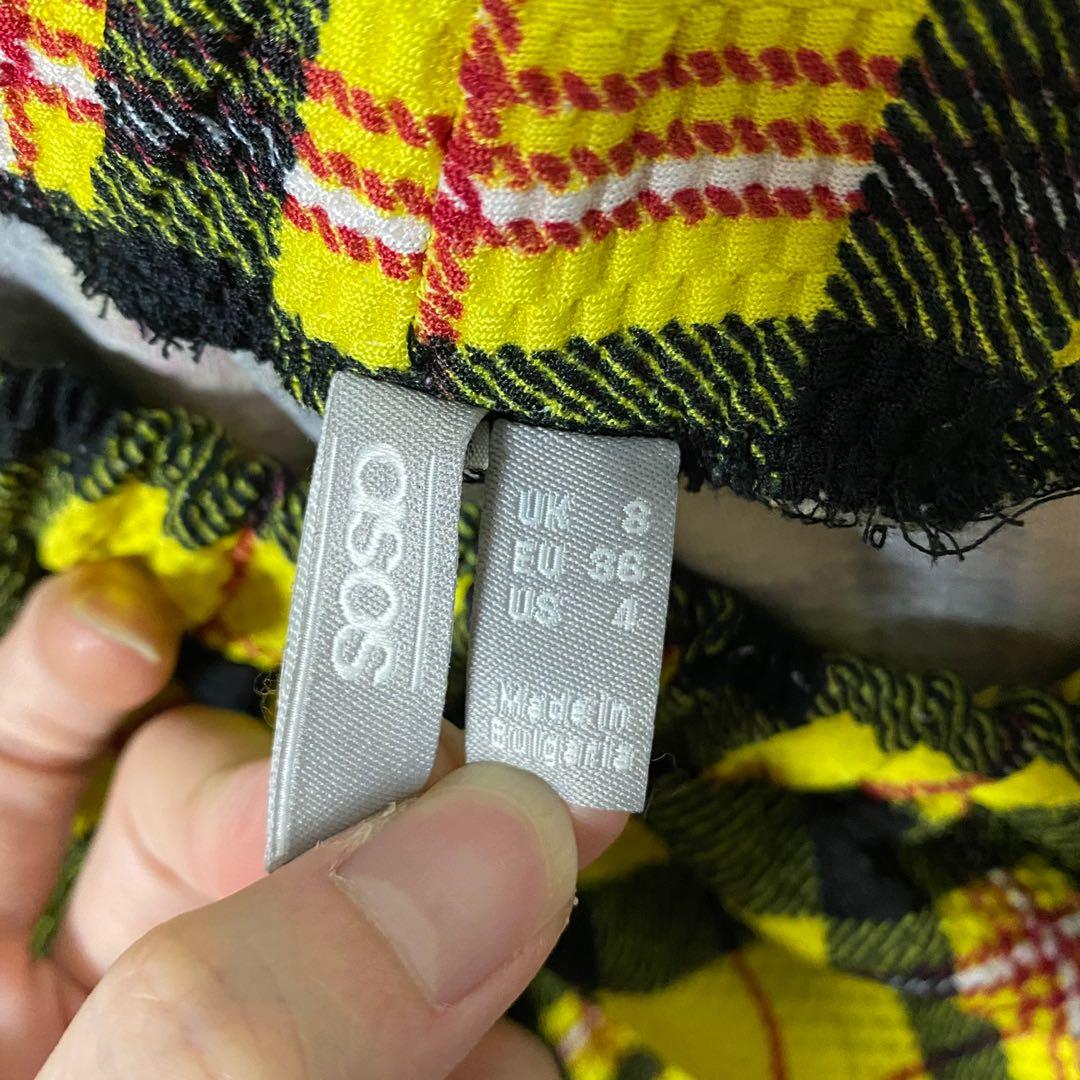 asos
UK 8
EU 36
US 4
Made in
Bulgaria